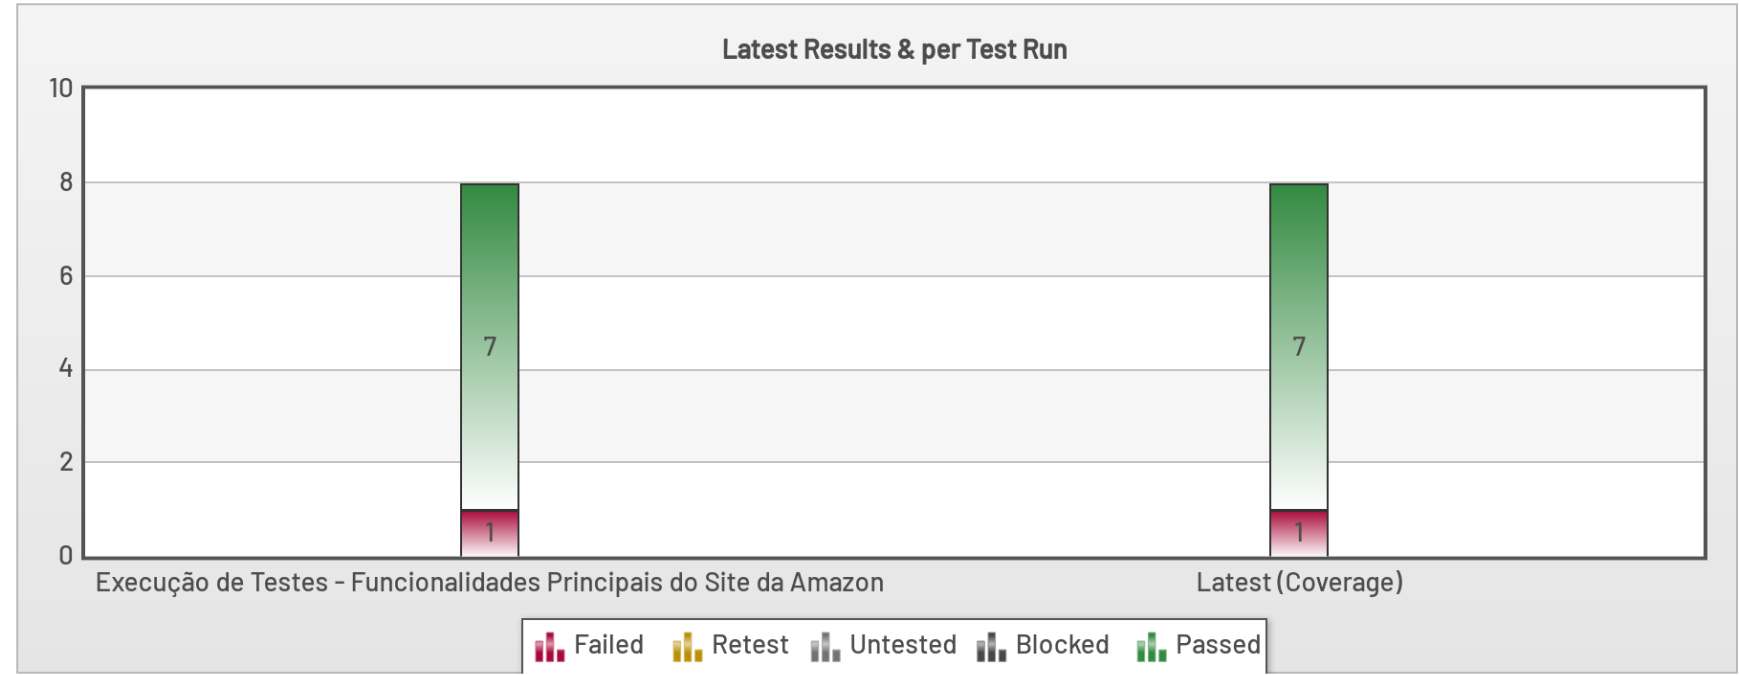 Latest Results & per Test Run
10
8
6
4
2
0
7
7
1
1
Execução de Testes - Funcionalidades Principais do Site da Amazon
Latest (Coverage)
Failed Retest Untested Blocked Passed